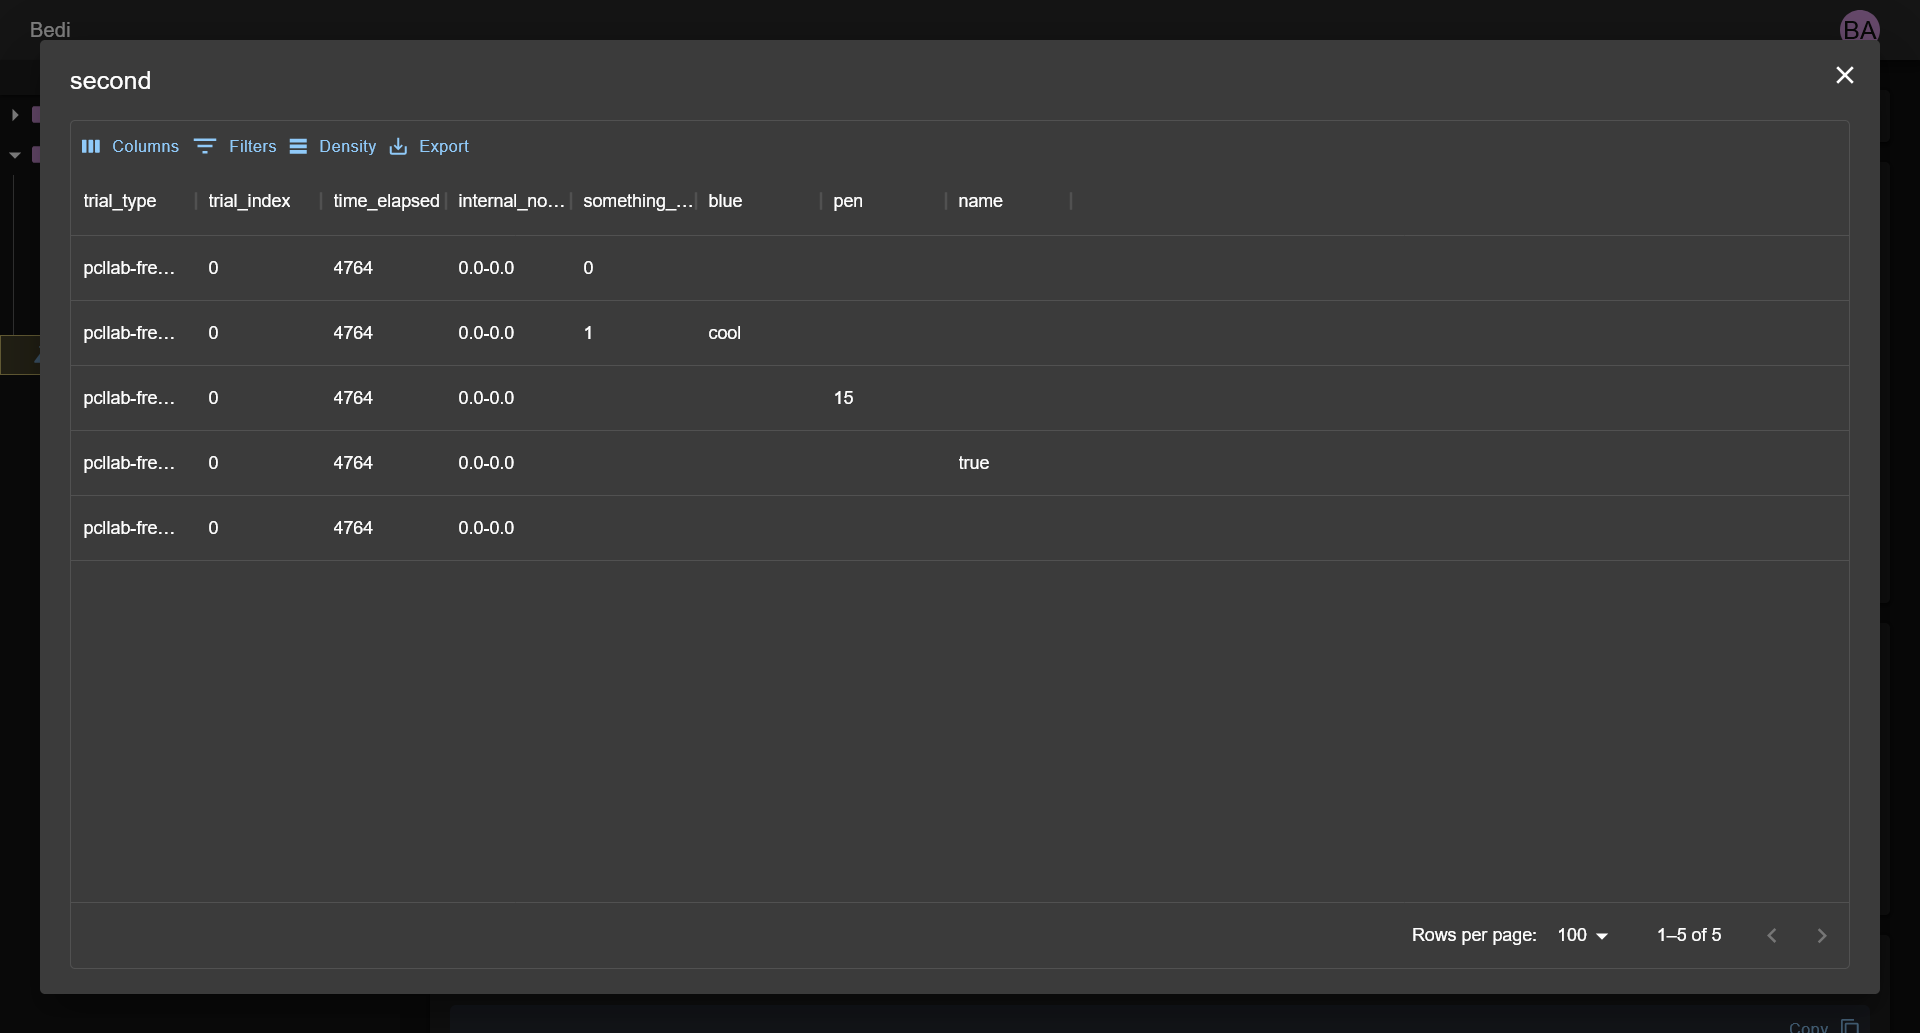 Bedi
BA
second
Columns Filters Density Export
trial_type trial_index time_elapsed internal_no... something_... blue pen name
pcllab-fre... 0 4764 0.0-0.0 0
pcllab-fre... 0 4764 0.0-0.0 1 cool
pcllab-fre... 0 4764 0.0-0.0 15
pcllab-fre... 0 4764 0.0-0.0 true
pcllab-fre... 0 4764 0.0-0.0
Rows per page: 100 1–5 of 5
Copy